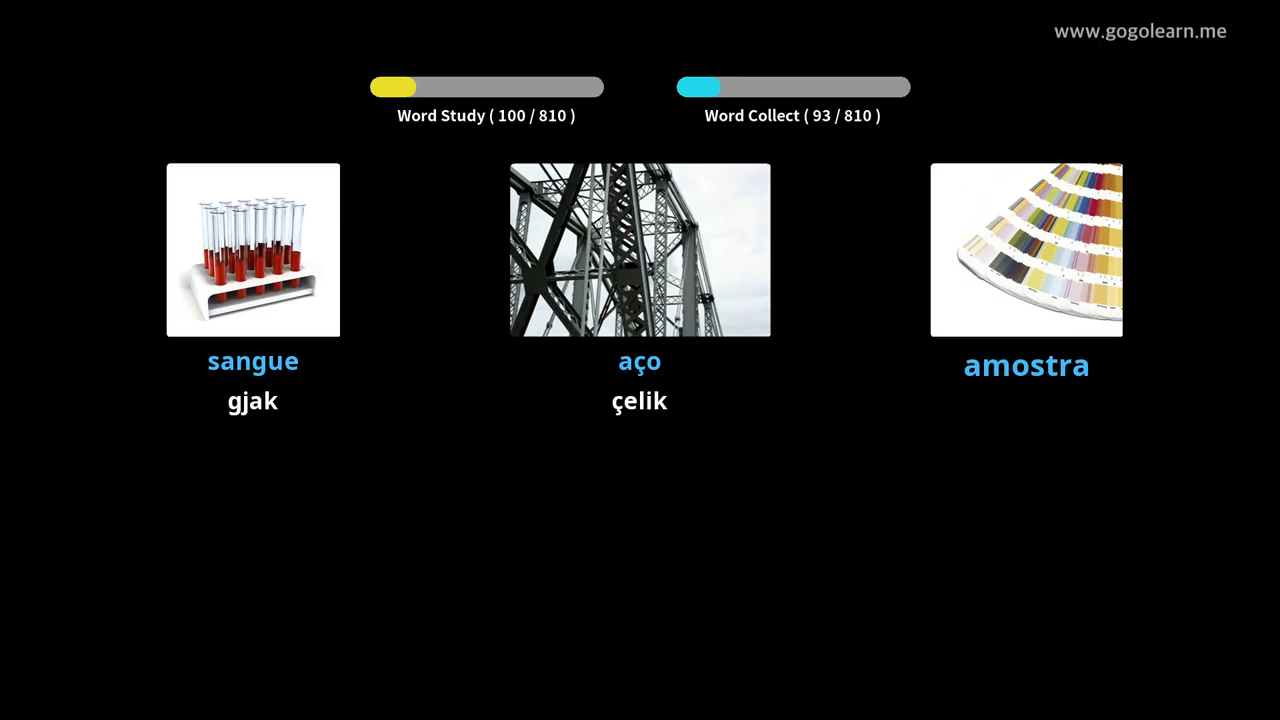 www.gogolearn.me
Word Study ( 100 / 810 )
Word Collect ( 93 / 810 )
sangue
gjak
aço
çelik
amostra